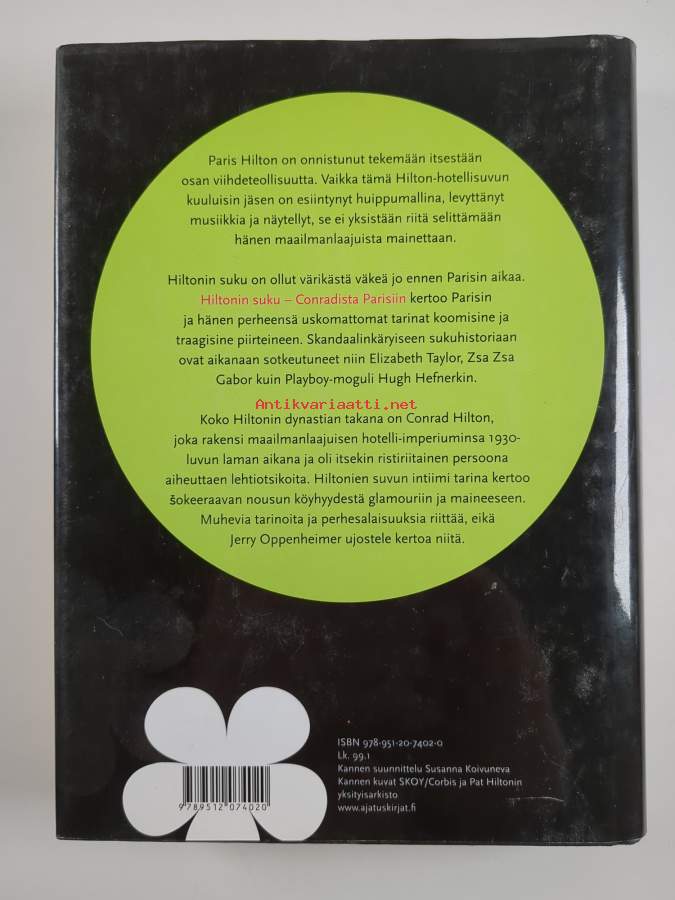 Paris Hilton on onnistunut tekemään itsestään
osan viihdeteollisuutta. Vaikka tämä Hilton-hotellisuvun
kuuluisin jäsen on esiintynyt huippumallina, levyttänyt
musiikkia ja näytellyt, se ei yksistään riitä selittämään
hänen maailmanlaajuista mainettaan.
Hiltonin suku on ollut värikästä väkeä jo ennen Parisin aikaa.
Hiltonin suku – Conradista Parisiin kertoo Parisin
ja hänen perheensä uskomattomat tarinat koomisine ja
traagisine piirteineen. Skandaalinkäryiseen sukuhistoriaan
ovat aikanaan sotkeutuneet niin Elizabeth Taylor, Zsa Zsa
Gabor kuin Playboy-moguli Hugh Hefnerkin.
Antikvariaatti.net
Koko Hiltonin dynastian takana on Conrad Hilton,
joka rakensi maailmanlaajuisen hotelli-imperiuminsa 1930-
luvun laman aikana ja oli itsekin ristiriitainen persoona
aiheuttaen lehtiotsikoita. Hiltonien suvun intiimi tarina kertoo
šokeeraavan nousun köyhyydestä glamouriin ja maineeseen.
Muhevia tarinoita ja perhesalaisuuksia riittää, eikä
Jerry Oppenheimer ujostele kertoa niitä.
ISBN 978-951-20-7402-0
Lk. 99.1
Kannen suunnittelu Susanna Koivuneva
Kannen kuvat SKOY/Corbis ja Pat Hiltonin
yksityisarkisto
www.ajatuskirjat.fi
9789512074020